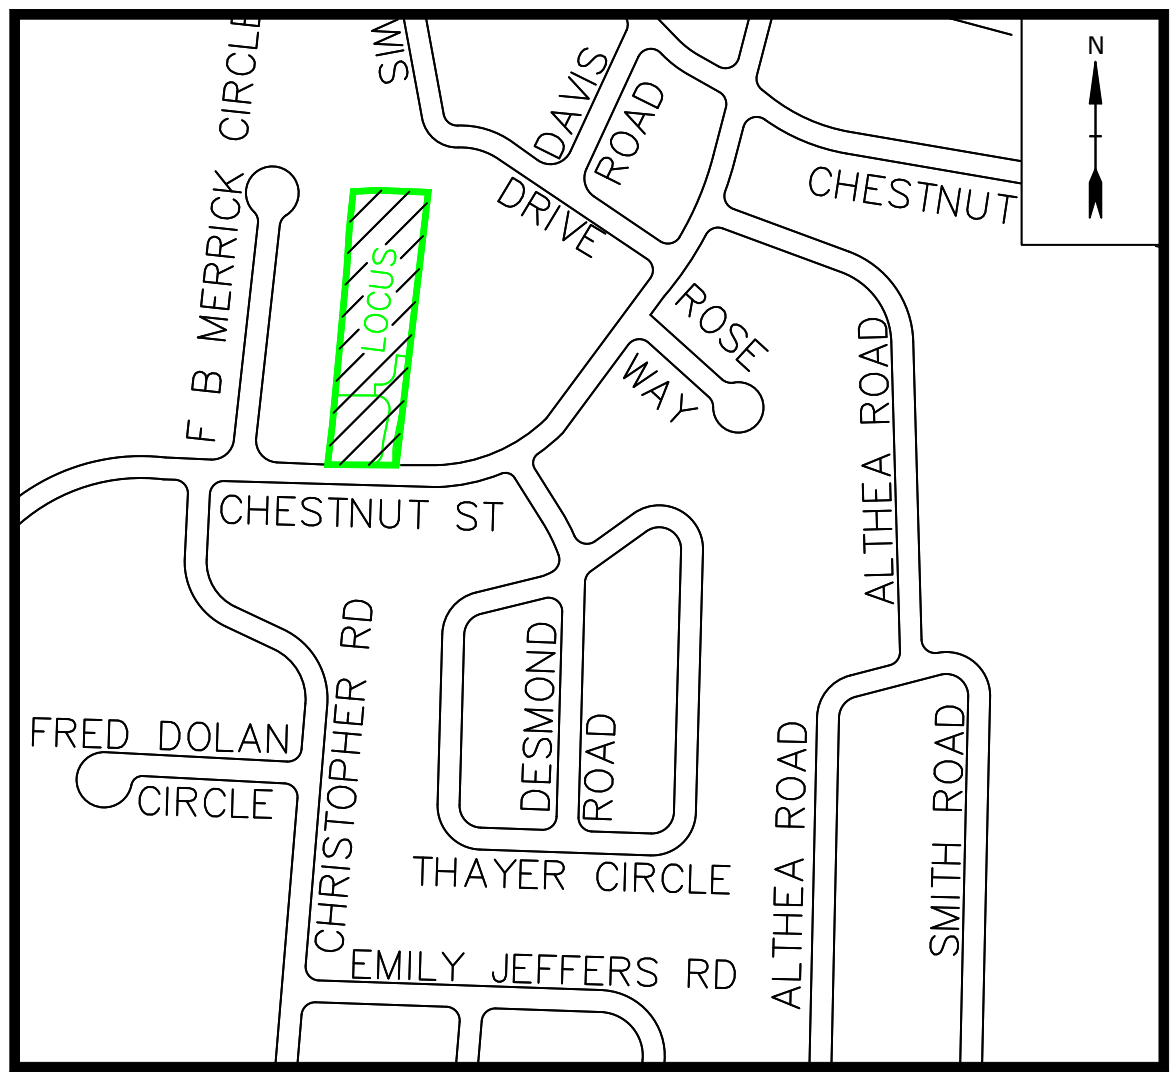 F B MERRICK CIRCLE
DAVIS ROAD
N
DRIVE
CHESTNUT
LOCUS
ROSE WAY
ALTHEA ROAD
CHESTNUT ST
CHRISTOPHER RD
DESMOND ROAD
FRED DOLAN
CIRCLE
THAYER CIRCLE
ALTHEA ROAD
SMITH ROAD
EMILY JEFFERS RD